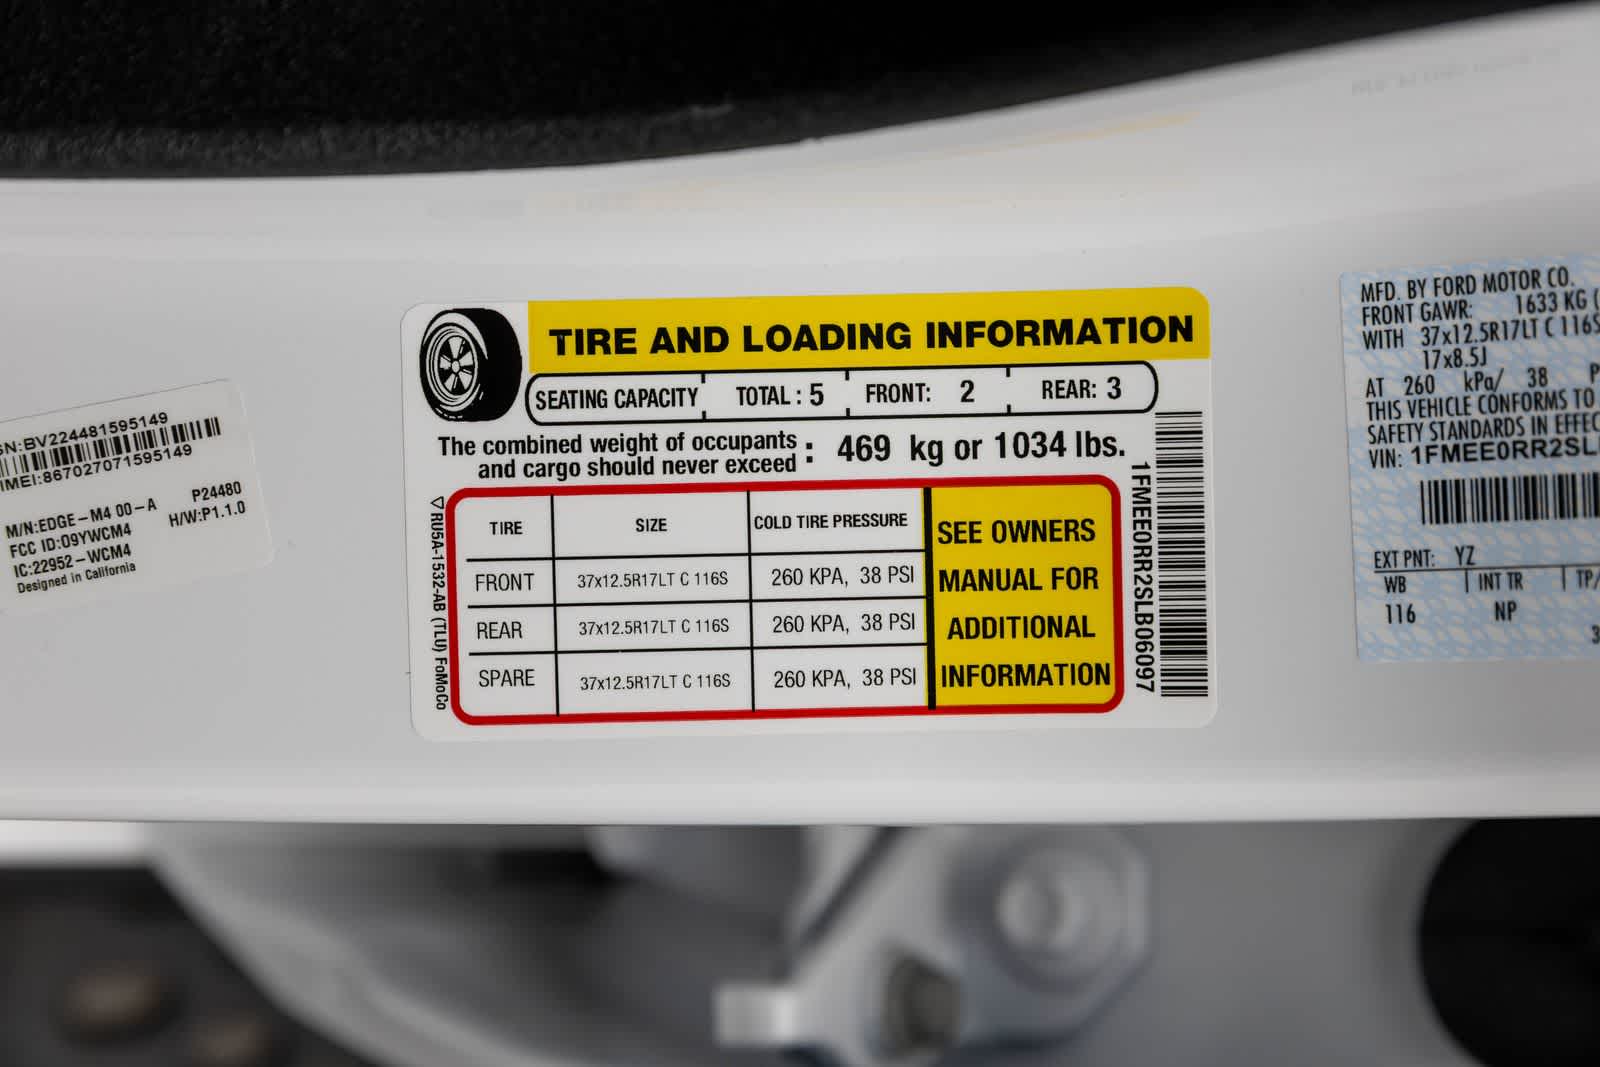 SN:BV224481595149
IMEI:867027071595149
P24480
M/N:EDGE-M4 00-A
H/W:P1.1.0
FCC ID:O9YWCM4
IC:22952-WCM4
Designed in California
TIRE AND LOADING INFORMATION
SEATING CAPACITY TOTAL: 5 FRONT: 2 REAR: 3
The combined weight of occupants and cargo should never exceed : 469 kg or 1034 lbs.
TIRE SIZE COLD TIRE PRESSURE
FRONT 37x12.5R17LT C 116S 260 KPA, 38 PSI
REAR 37x12.5R17LT C 116S 260 KPA, 38 PSI
SPARE 37x12.5R17LT C 116S 260 KPA, 38 PSI
SEE OWNERS
MANUAL FOR
ADDITIONAL
INFORMATION
RU5A-1532-AB (TLU) FoMoCo
1FMEE0RR2SLB06097
MFD. BY FORD MOTOR CO.
FRONT GAWR: 1633 KG (
WITH 37x12.5R17LT C 116S
17x8.5J
AT 260 kPa/ 38 P
THIS VEHICLE CONFORMS TO
SAFETY STANDARDS IN EFFEC
VIN: 1FMEE0RR2SL
EXT PNT: YZ
WB INT TR TP/
116 NP